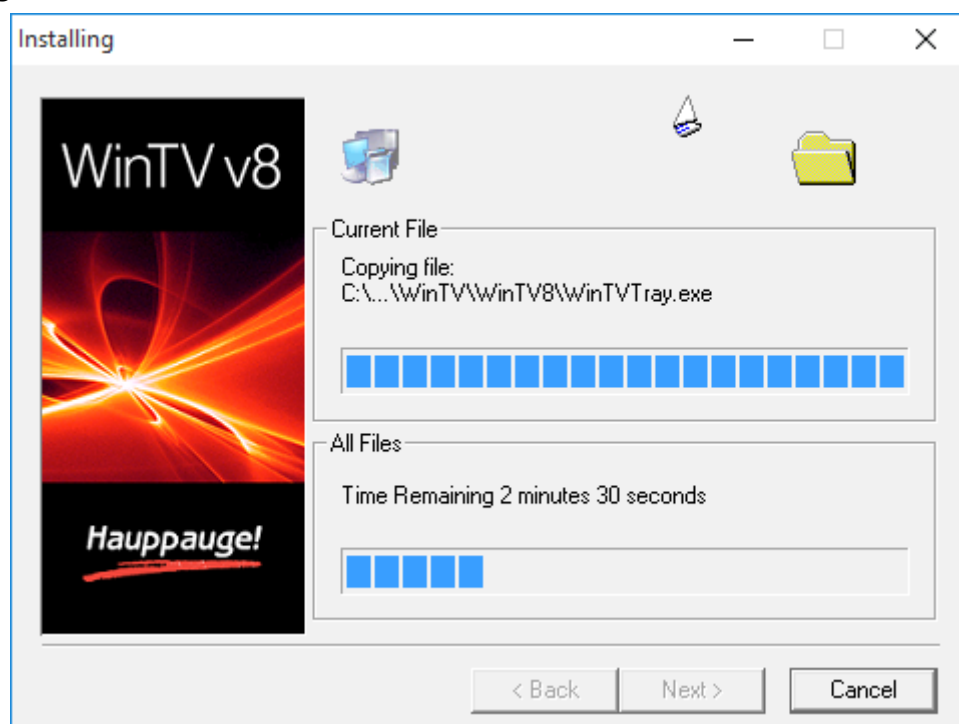 Installing
WinTV v8
Hauppauge!
Current File
Copying file:
C:\...\WinTV\WinTV8\WinTVTray.exe
All Files
Time Remaining 2 minutes 30 seconds
< Back
Next >
Cancel